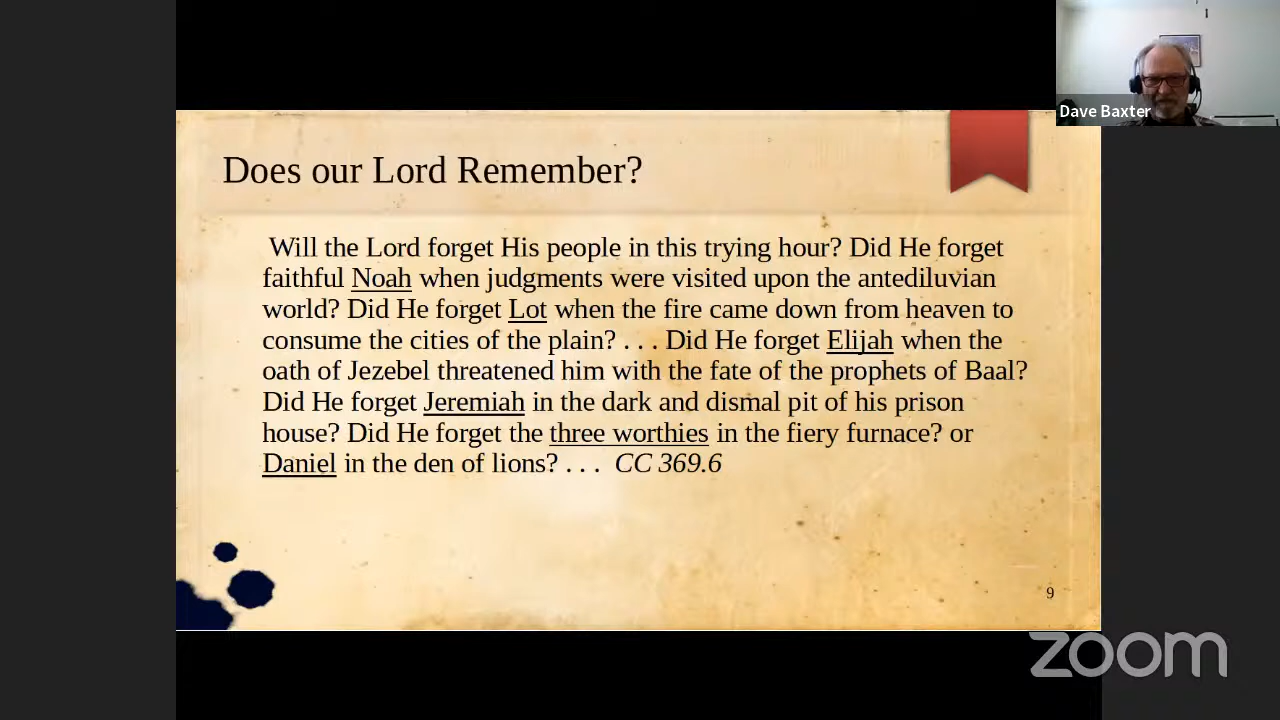 Dave Baxter
Does our Lord Remember?
Will the Lord forget His people in this trying hour? Did He forget
faithful Noah when judgments were visited upon the antediluvian
world? Did He forget Lot when the fire came down from heaven to
consume the cities of the plain? . . . Did He forget Elijah when the
oath of Jezebel threatened him with the fate of the prophets of Baal?
Did He forget Jeremiah in the dark and dismal pit of his prison
house? Did He forget the three worthies in the fiery furnace? or
Daniel in the den of lions? . . . CC 369.6
9
zoom